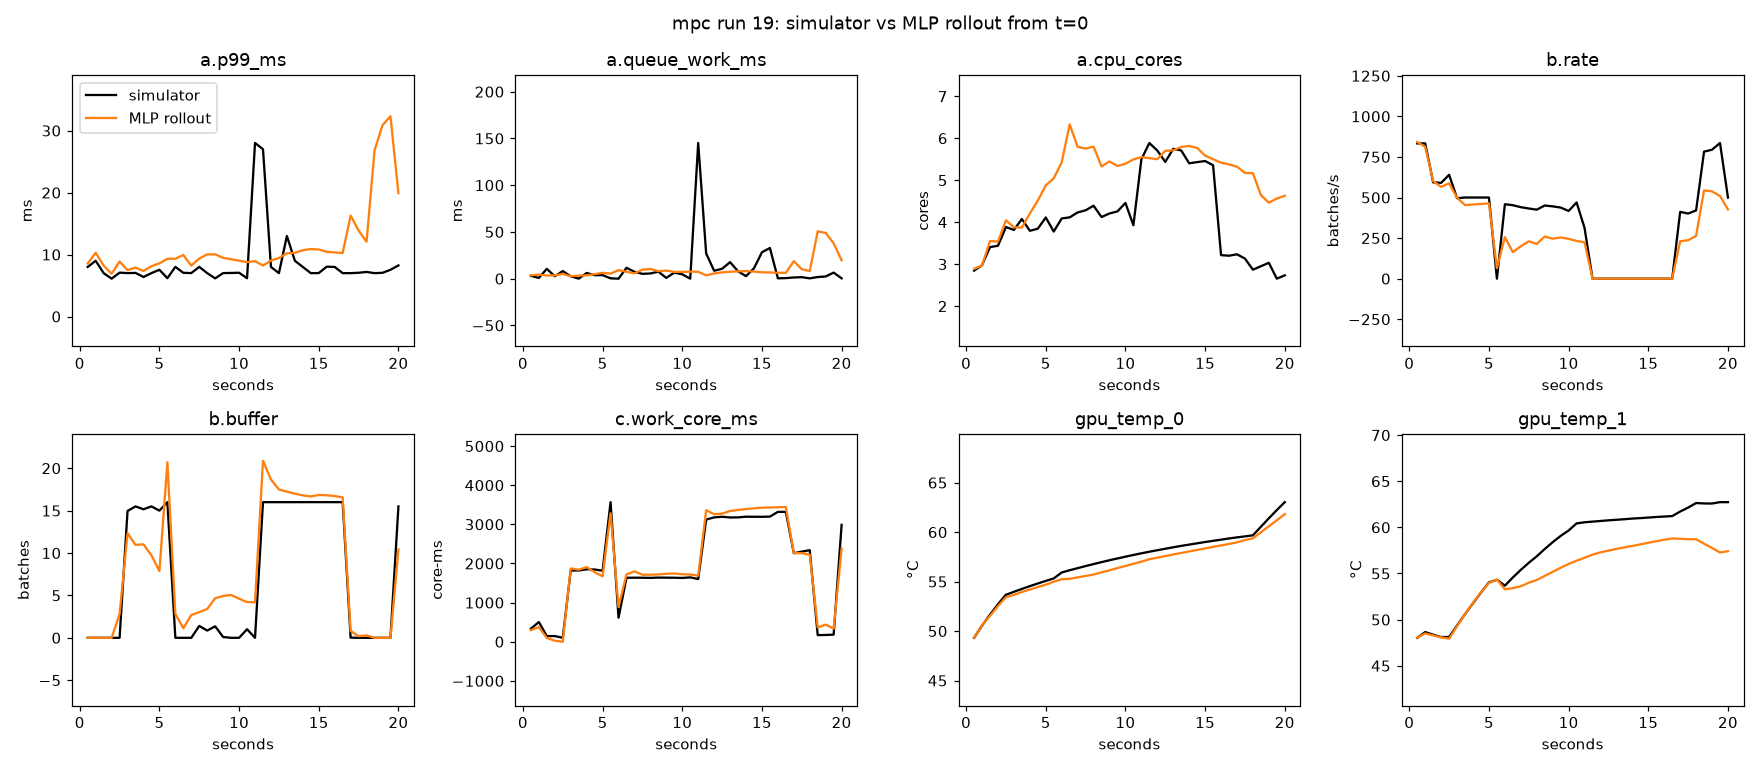 mpc run 19: simulator vs MLP rollout from t=0
a.p99_ms
simulator
MLP rollout
ms
30
20
10
0
0 5 10 15 20
seconds
a.queue_work_ms
ms
200
150
100
50
0
−50
0 5 10 15 20
seconds
a.cpu_cores
cores
7
6
5
4
3
2
0 5 10 15 20
seconds
b.rate
batches/s
1250
1000
750
500
250
0
−250
0 5 10 15 20
seconds
b.buffer
batches
20
15
10
5
0
−5
0 5 10 15 20
seconds
c.work_core_ms
core-ms
5000
4000
3000
2000
1000
0
−1000
0 5 10 15 20
seconds
gpu_temp_0
°C
65
60
55
50
45
0 5 10 15 20
seconds
gpu_temp_1
°C
70
65
60
55
50
45
0 5 10 15 20
seconds